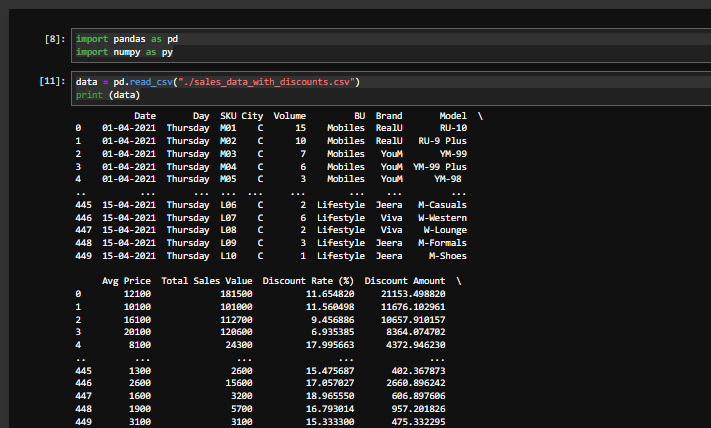 [8]: import pandas as pd
import numpy as py
[11]: data = pd.read_csv("./sales_data_with_discounts.csv")
print (data)
Date Day SKU City Volume BU Brand Model \
0 01-04-2021 Thursday M01 C 15 Mobiles RealU RU-10
1 01-04-2021 Thursday M02 C 10 Mobiles RealU RU-9 Plus
2 01-04-2021 Thursday M03 C 7 Mobiles YouM YM-99
3 01-04-2021 Thursday M04 C 6 Mobiles YouM YM-99 Plus
4 01-04-2021 Thursday M05 C 3 Mobiles YouM YM-98
.. ... ... ... ... ... ... ... ...
445 15-04-2021 Thursday L06 C 2 Lifestyle Jeera M-Casuals
446 15-04-2021 Thursday L07 C 6 Lifestyle Viva W-Western
447 15-04-2021 Thursday L08 C 2 Lifestyle Viva W-Lounge
448 15-04-2021 Thursday L09 C 3 Lifestyle Jeera M-Formals
449 15-04-2021 Thursday L10 C 1 Lifestyle Jeera M-Shoes
Avg Price Total Sales Value Discount Rate (%) Discount Amount \
0 12100 181500 11.654820 21153.498820
1 10100 101000 11.560498 11676.102961
2 16100 112700 9.456886 10657.910157
3 20100 120600 6.935385 8364.074702
4 8100 24300 17.995663 4372.946230
.. ... ... ... ...
445 1300 2600 15.475687 402.367873
446 2600 15600 17.057027 2660.896242
447 1600 3200 18.965550 606.897606
448 1900 5700 16.793014 957.201826
449 3100 3100 15.333300 475.332295